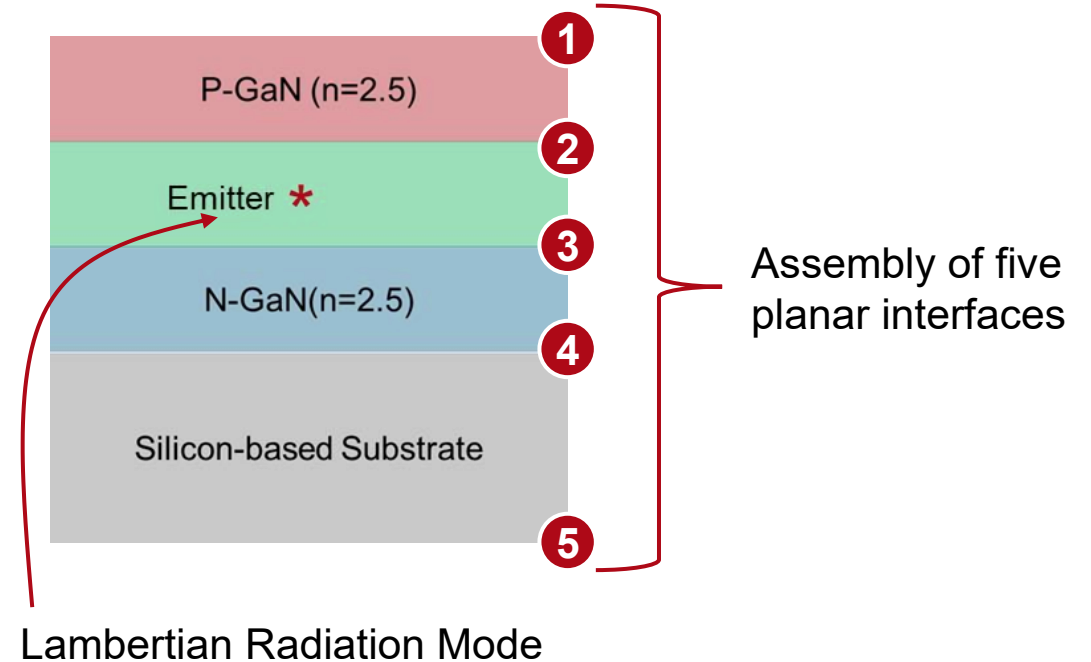 1
P-GaN (n=2.5)
2
Emitter *
3
N-GaN(n=2.5)
4
Silicon-based Substrate
5
Assembly of five
planar interfaces
Lambertian Radiation Mode